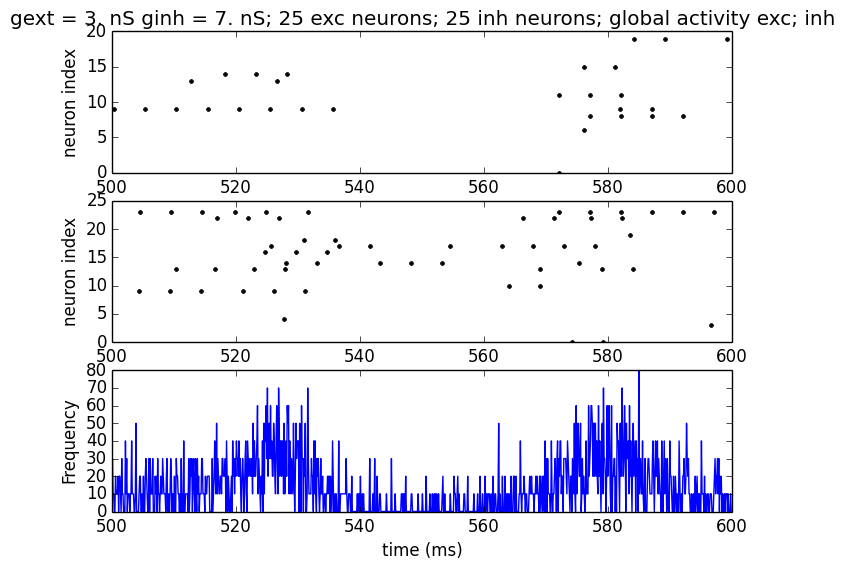 gext = 3. nS ginh = 7. nS; 25 exc neurons; 25 inh neurons; global activity exc; inh
20
15
10
5
0
neuron index
500 520 540 560 580 600
25
20
15
10
5
0
neuron index
500 520 540 560 580 600
80
70
60
50
40
30
20
10
0
Frequency
500 520 540 560 580 600
time (ms)